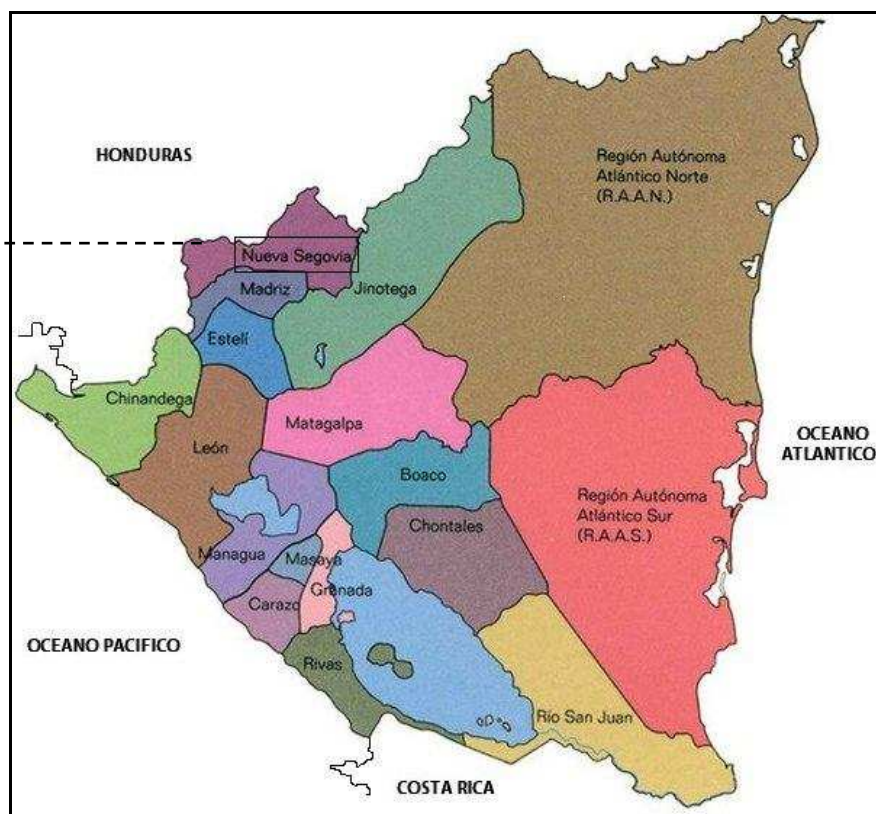 HONDURAS
Región Autónoma
Atlántico Norte
(R.A.A.N.)
Nueva Segovia
Madriz
Jinotega
Estelí
Chinandega
Matagalpa
León
OCEANO
ATLANTICO
Boaco
Región Autónoma
Atlántico Sur
(R.A.A.S.)
Chontales
Managua
Masaya
Granada
Carazo
OCEANO PACIFICO
Rivas
Río San Juan
COSTA RICA